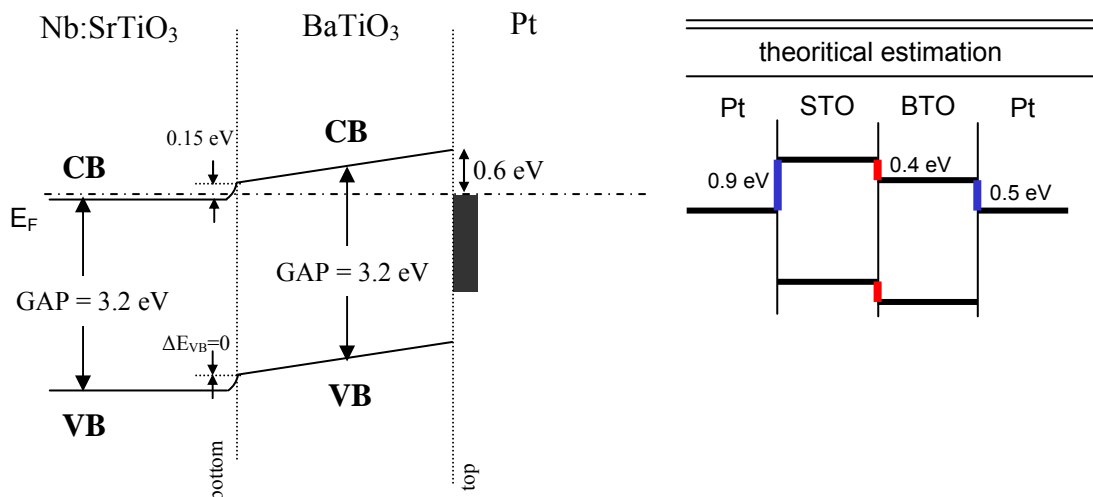 Nb:SrTiO3 BaTiO3 Pt
0.15 eV
CB
CB
0.6 eV
EF
GAP = 3.2 eV
GAP = 3.2 eV
ΔEVB=0
VB
VB
bottom
top
theoritical estimation
Pt STO BTO Pt
0.9 eV
0.4 eV
0.5 eV